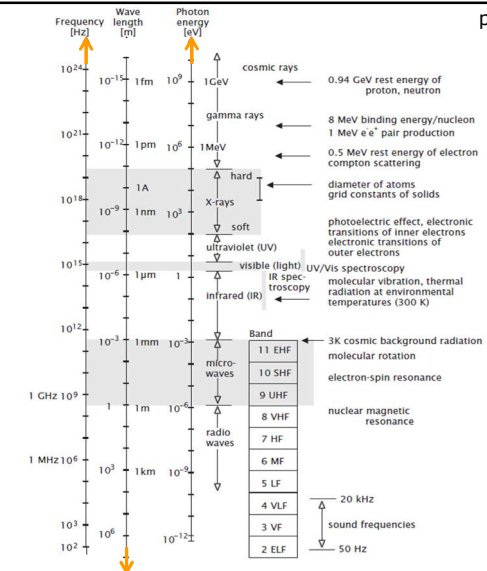 p
Frequency
[Hz]
Wave
length
[m]
Photon
energy
[eV]
cosmic rays
10²⁴
10⁻¹⁵
1fm
10⁹
1GeV
0.94 GeV rest energy of
proton, neutron
gamma rays
8 MeV binding energy/nucleon
1 MeV e⁻e⁺ pair production
10²¹
10⁻¹²
1pm
10⁶
1MeV
0.5 MeV rest energy of electron
compton scattering
hard
1A
diameter of atoms
grid constants of solids
10¹⁸
X-rays
10⁻⁹
1nm
10³
soft
photoelectric effect, electronic
transitions of inner electrons
electronic transitions of
outer electrons
ultraviolet (UV)
10¹⁵
visible (light)
UV/Vis spectroscopy
10⁻⁶
1μm
1
IR spec-
troscopy
infrared (IR)
molecular vibration, thermal
radiation at environmental
temperatures (300 K)
10¹²
Band
10⁻³
1mm
10⁻³
3K cosmic background radiation
11 EHF
molecular rotation
micro-
waves
10 SHF
electron-spin resonance
1 GHz 10⁹
9 UHF
1
1m
10⁻⁶
8 VHF
nuclear magnetic
resonance
radio
waves
7 HF
1 MHz 10⁶
6 MF
10³
1km
10⁻⁹
5 LF
4 VLF
20 kHz
10³
3 VF
sound frequencies
10⁶
10⁻¹²
10²
2 ELF
50 Hz